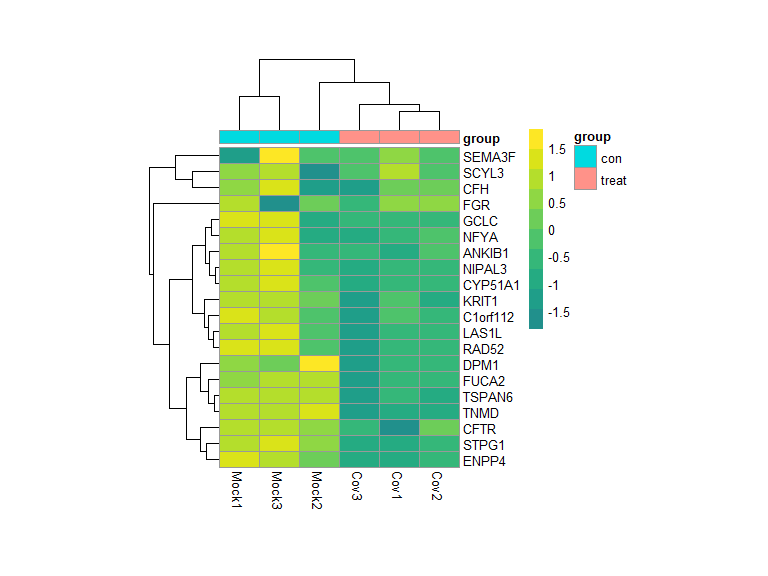 group
SEMA3F
SCYL3
CFH
FGR
GCLC
NFYA
ANKIB1
NIPAL3
CYP51A1
KRIT1
C1orf112
LAS1L
RAD52
DPM1
FUCA2
TSPAN6
TNMD
CFTR
STPG1
ENPP4
Mock1
Mock3
Mock2
Cov3
Cov1
Cov2
1.5
1
0.5
0
-0.5
-1
-1.5
group
con
treat